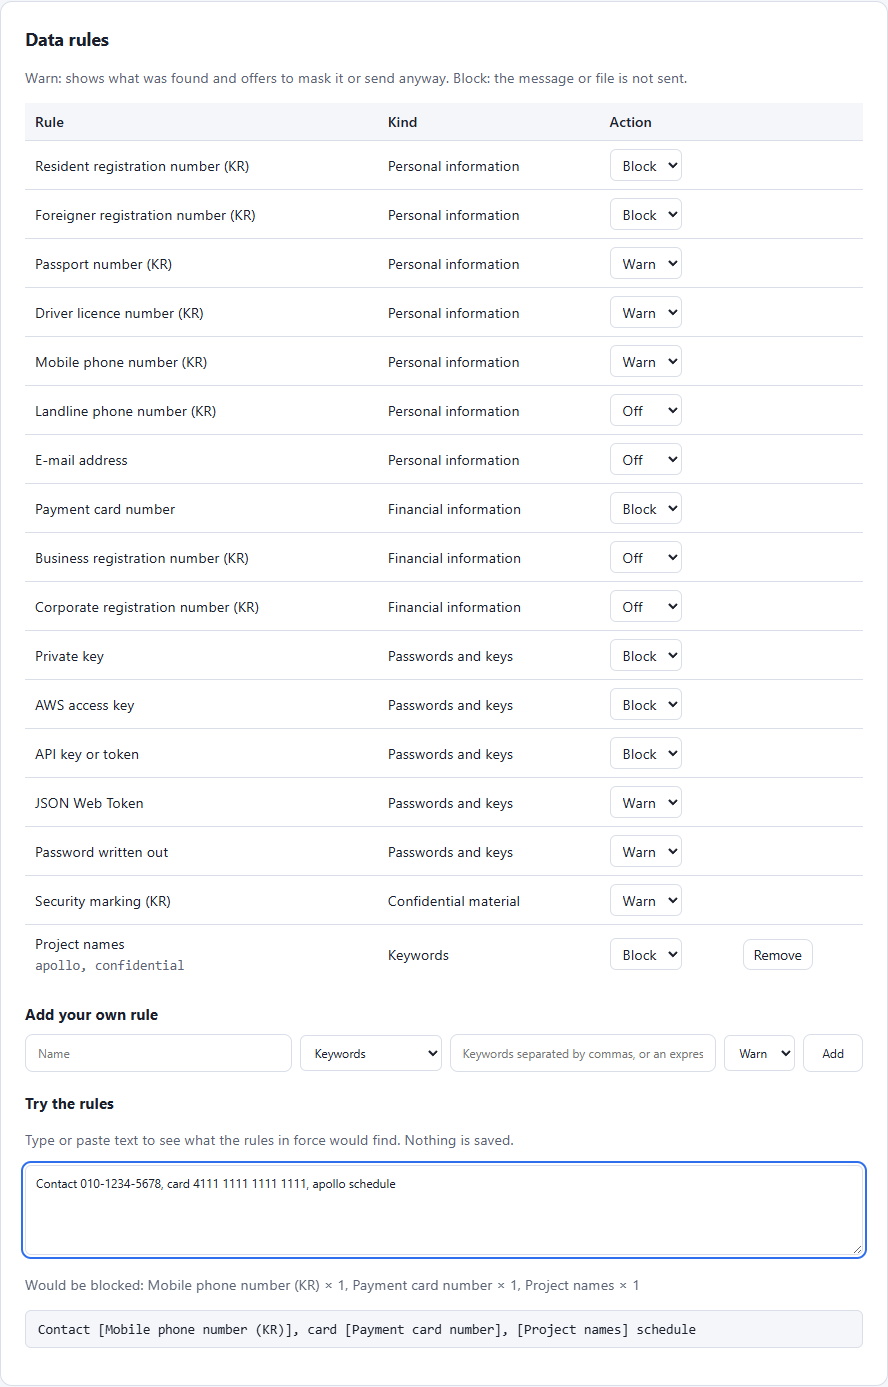 Data rules
Warn: shows what was found and offers to mask it or send anyway. Block: the message or file is not sent.
Rule Kind Action
Resident registration number (KR) Personal information Block
Foreigner registration number (KR) Personal information Block
Passport number (KR) Personal information Warn
Driver licence number (KR) Personal information Warn
Mobile phone number (KR) Personal information Warn
Landline phone number (KR) Personal information Off
E-mail address Personal information Off
Payment card number Financial information Block
Business registration number (KR) Financial information Off
Corporate registration number (KR) Financial information Off
Private key Passwords and keys Block
AWS access key Passwords and keys Block
API key or token Passwords and keys Block
JSON Web Token Passwords and keys Warn
Password written out Passwords and keys Warn
Security marking (KR) Confidential material Warn
Project names
apollo, confidential Keywords Block Remove
Add your own rule
Name Keywords Keywords separated by commas, or an expres Warn Add
Try the rules
Type or paste text to see what the rules in force would find. Nothing is saved.
Contact 010-1234-5678, card 4111 1111 1111 1111, apollo schedule
Would be blocked: Mobile phone number (KR) × 1, Payment card number × 1, Project names × 1
Contact [Mobile phone number (KR)], card [Payment card number], [Project names] schedule